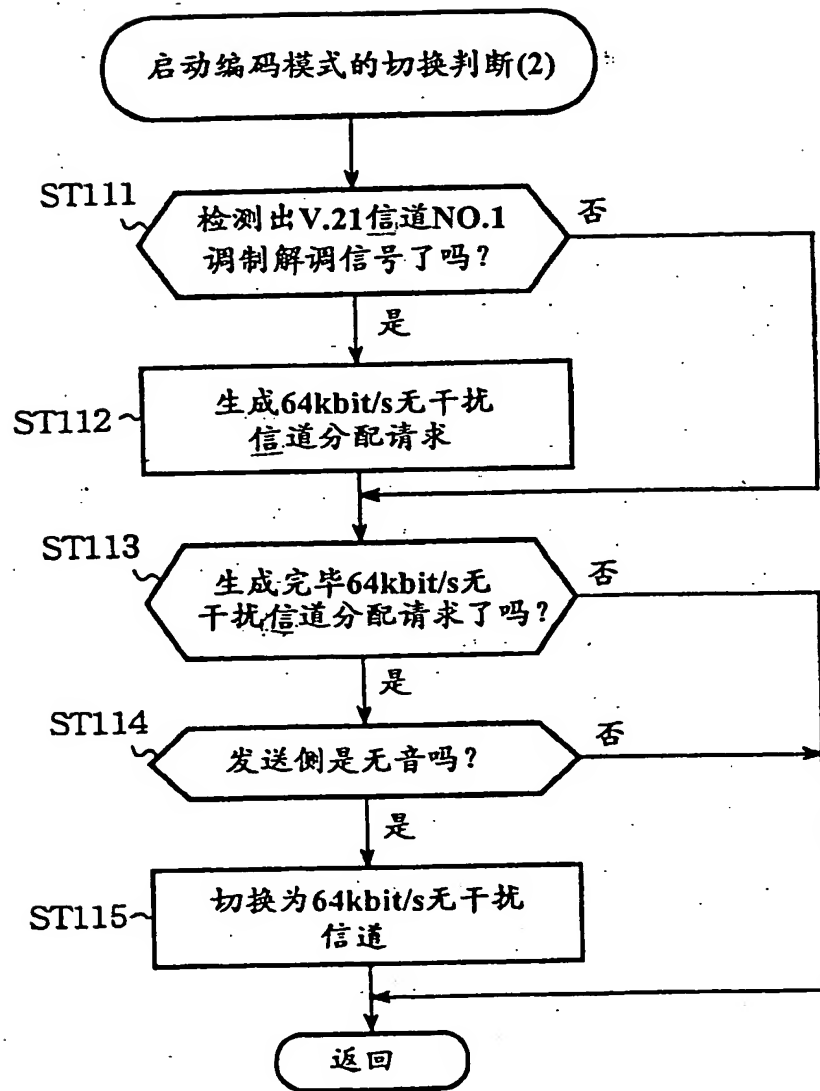 启动编码模式的切换判断(2)
ST111
检测出V.21信道NO.1
调制解调信号了吗?
否
是
ST112
生成64kbit/s无干扰
信道分配请求
ST113
生成完毕64kbit/s无
干扰信道分配请求了吗?
否
是
ST114
发送侧是无音吗?
否
是
ST115
切换为64kbit/s无干扰
信道
返回